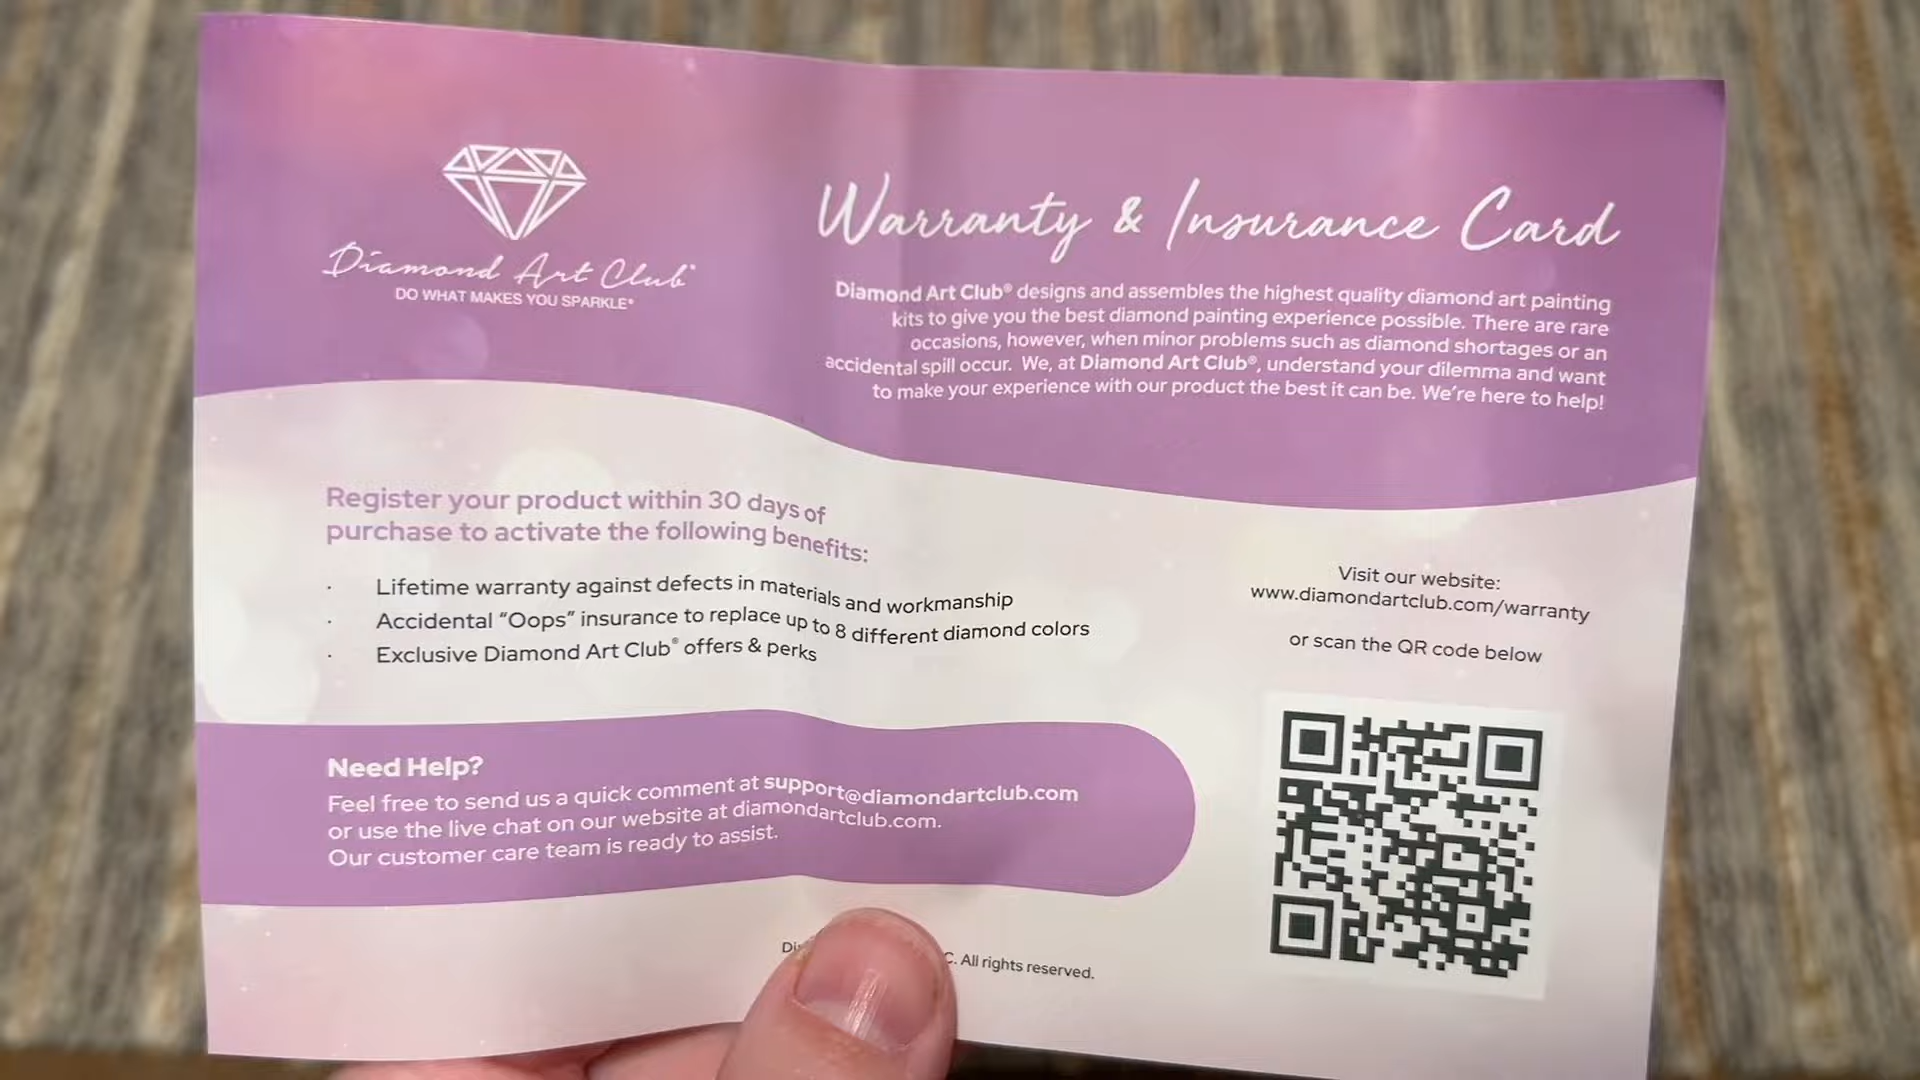 Diamond Art Club®
DO WHAT MAKES YOU SPARKLE®
Warranty & Insurance Card
Diamond Art Club® designs and assembles the highest quality diamond art painting
kits to give you the best diamond painting experience possible. There are rare
occasions, however, when minor problems such as diamond shortages or an
accidental spill occur. We, at Diamond Art Club®, understand your dilemma and want
to make your experience with our product the best it can be. We're here to help!
Register your product within 30 days of
purchase to activate the following benefits:
· Lifetime warranty against defects in materials and workmanship
· Accidental “Oops” insurance to replace up to 8 different diamond colors
· Exclusive Diamond Art Club® offers & perks
Visit our website:
www.diamondartclub.com/warranty
or scan the QR code below
Need Help?
Feel free to send us a quick comment at support@diamondartclub.com
or use the live chat on our website at diamondartclub.com.
Our customer care team is ready to assist.
All rights reserved.